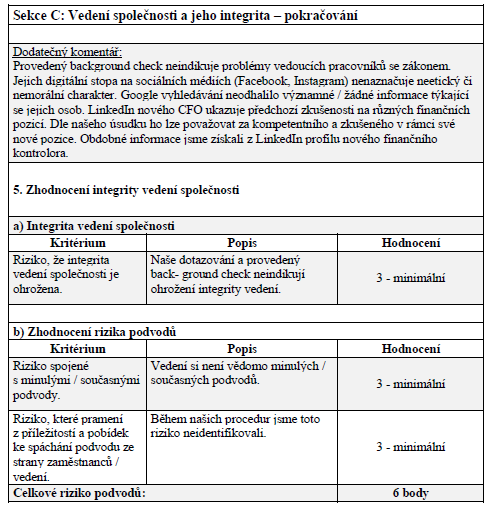 Sekce C: Vedení společnosti a jeho integrita – pokračování
Dodatečný komentář:
Provedený background check neindikuje problémy vedoucích pracovníků se zákonem.
Jejich digitální stopa na sociálních médiích (Facebook, Instagram) nenaznačuje neetický či
nemorální charakter. Google vyhledávání neodhalilo významné / žádné informace týkající
se jejich osob. LinkedIn nového CFO ukazuje předchozí zkušenosti na různých finančních
pozicí. Dle našeho úsudku ho lze považovat za kompetentního a zkušeného v rámci své
nové pozice. Obdobné informace jsme získali z LinkedIn profilu nového finančního
kontrolora.
5. Zhodnocení integrity vedení společnosti
a) Integrita vedení společnosti
Kritérium Popis Hodnocení
Riziko, že integrita
vedení společnosti je
ohrožena.
Naše dotazování a provedený
back- ground check neindikují
ohrožení integrity vedení.
3 - minimální
b) Zhodnocení rizika podvodů
Kritérium Popis Hodnocení
Riziko spojené
s minulými / současnými
podvody.
Vedení si není vědomo minulých /
současných podvodů.
3 - minimální
Riziko, které pramení
z příležitostí a pobídek
ke spáchání podvodu ze
strany zaměstnanců /
vedení.
Během našich procedur jsme toto
riziko neidentifikovali.
3 - minimální
Celkové riziko podvodů: 6 body